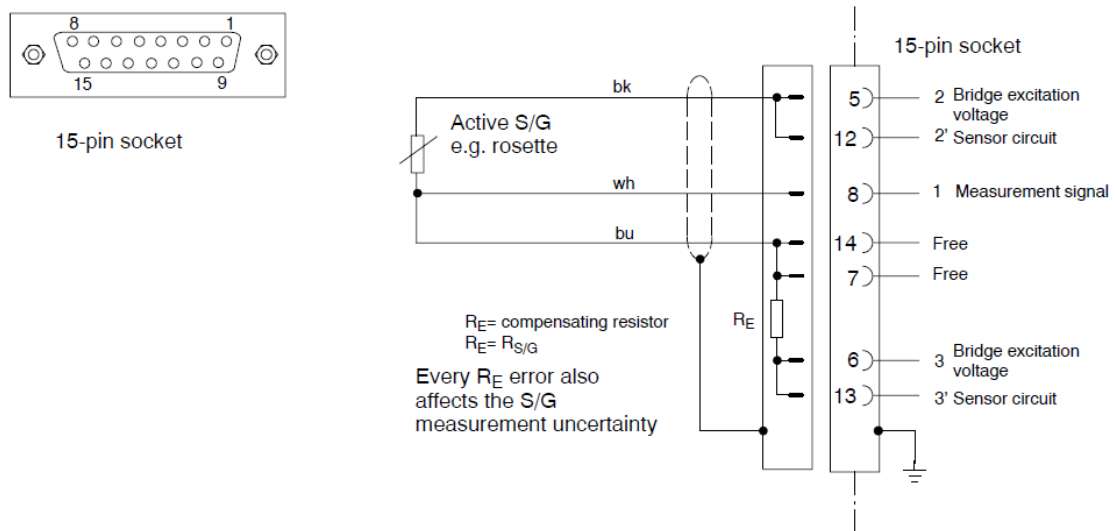 8 1
15 9
15-pin socket
15-pin socket
bk
Active S/G
e.g. rosette
wh
bu
RE= compensating resistor
RE= RS/G
Every RE error also
affects the S/G
measurement uncertainty
RE
5 2 Bridge excitation
voltage
12 2' Sensor circuit
8 1 Measurement signal
14 Free
7 Free
6 3 Bridge excitation
voltage
13 3' Sensor circuit